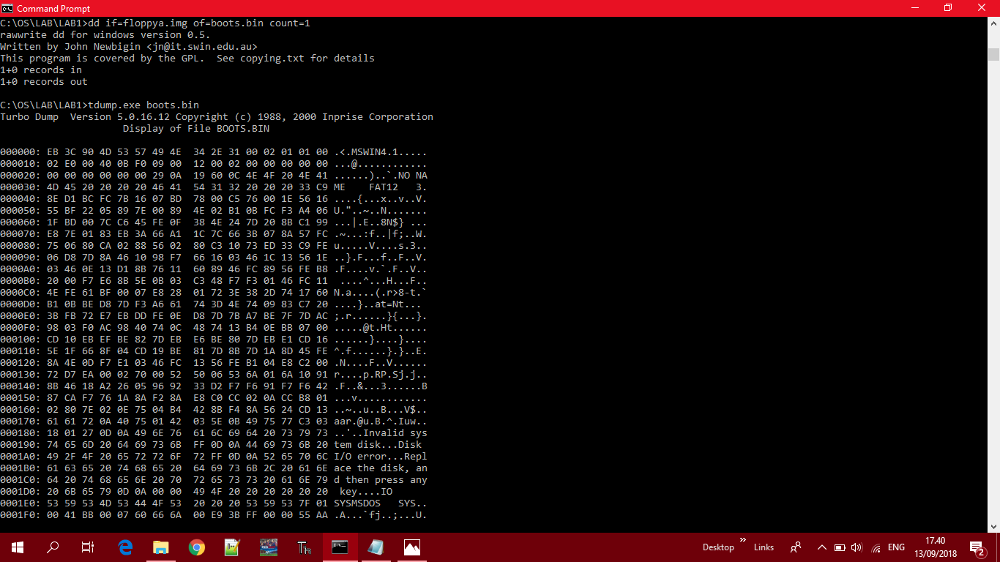 Command Prompt
C:\OS\LAB\LAB1>dd if=floppya.img of=boots.bin count=1
rawwrite dd for windows version 0.5.
Written by John Newbigin <jn@it.swin.edu.au>
This program is covered by the GPL.  See copying.txt for details
1+0 records in
1+0 records out
C:\OS\LAB\LAB1>tdump.exe boots.bin
Turbo Dump  Version 5.0.16.12 Copyright (c) 1988, 2000 Inprise Corporation
Display of File BOOTS.BIN
000000: EB 3C 90 4D 53 57 49 4E  34 2E 31 00 02 01 01 00 .<.MSWIN4.1.....
000010: 02 E0 00 40 0B F0 09 00  12 00 02 00 00 00 00 00 ...@............
000020: 00 00 00 00 00 00 29 0A  19 60 0C 4E 4F 20 4E 41 ......)..`.NO NA
000030: 4D 45 20 20 20 20 46 41  54 31 32 20 20 20 33 C9 ME    FAT12   3.
000040: 8E D1 BC FC 7B 16 07 BD  78 00 C5 76 00 1E 56 16 ....{...x..v..V.
000050: 55 BF 22 05 89 7E 00 89  4E 02 B1 0B FC F3 A4 06 U."..~..N.......
000060: 1F BD 00 7C C6 45 FE 0F  38 4E 24 7D 20 8B C1 99 ...|.E..8N$} ...
000070: E8 7E 01 83 EB 3A 66 A1  1C 7C 66 3B 07 8A 57 FC .~...:f..|f;..W.
000080: 75 06 80 CA 02 88 56 02  80 C3 10 73 ED 33 C9 FE u.....V....s.3..
000090: 06 D8 7D 8A 46 10 98 F7  66 16 03 46 1C 13 56 1E ..}.F...f..F..V.
0000A0: 03 46 0E 13 D1 8B 76 11  60 89 46 FC 89 56 FE B8 .F....v.`.F..V..
0000B0: 20 00 F7 E6 8B 5E 0B 03  C3 48 F7 F3 01 46 FC 11  ....^...H...F..
0000C0: 4E FE 61 BF 00 07 E8 28  01 72 3E 38 2D 74 17 60 N.a....(.r>8-t.`
0000D0: B1 0B BE D8 7D F3 A6 61  74 3D 4E 74 09 83 C7 20 ....}..at=Nt...
0000E0: 3B FB 72 E7 EB DD FE 0E  D8 7D 7B A7 BE 7F 7D AC ;.r......}{...}.
0000F0: 98 03 F0 AC 98 40 74 0C  48 74 13 B4 0E BB 07 00 .....@t.Ht......
000100: CD 10 EB EF BE 82 7D EB  E6 BE 80 7D EB E1 CD 16 ......}....}....
000110: 5E 1F 66 8F 04 CD 19 BE  81 7D 8B 7D 1A 8D 45 FE ^.f......}.}..E.
000120: 8A 4E 0D F7 E1 03 46 FC  13 56 FE B1 04 E8 C2 00 .N....F..V......
000130: 72 D7 EA 00 02 70 00 52  50 06 53 6A 01 6A 10 91 r....p.RP.Sj.j..
000140: 8B 46 18 A2 26 05 96 92  33 D2 F7 F6 91 F7 F6 42 .F..&...3......B
000150: 87 CA F7 76 1A 8A F2 8A  E8 C0 CC 02 0A CC B8 01 ...v............
000160: 02 80 7E 02 0E 75 04 B4  42 8B F4 8A 56 24 CD 13 ..~..u..B...V$..
000170: 61 61 72 0A 40 75 01 42  03 5E 0B 49 75 77 C3 03 aar.@u.B.^.Iuw..
000180: 18 01 27 0D 0A 49 6E 76  61 6C 69 64 20 73 79 73 ..'..Invalid sys
000190: 74 65 6D 20 64 69 73 6B  FF 0D 0A 44 69 73 6B 20 tem disk...Disk
0001A0: 49 2F 4F 20 65 72 72 6F  72 FF 0D 0A 52 65 70 6C I/O error...Repl
0001B0: 61 63 65 20 74 68 65 20  64 69 73 6B 2C 20 61 6E ace the disk, an
0001C0: 64 20 74 68 65 6E 20 70  72 65 73 73 20 61 6E 79 d then press any
0001D0: 20 6B 65 79 0D 0A 00 00  49 4F 20 20 20 20 20 20  key....IO
0001E0: 53 59 53 4D 53 44 4F 53  20 20 20 53 59 53 7F 01 SYSMSDOS   SYS..
0001F0: 00 41 BB 00 07 60 66 6A  00 E9 3B FF 00 00 55 AA .A...`fj..;...U.
Desktop
Links
ENG
17.40
13/09/2018
2